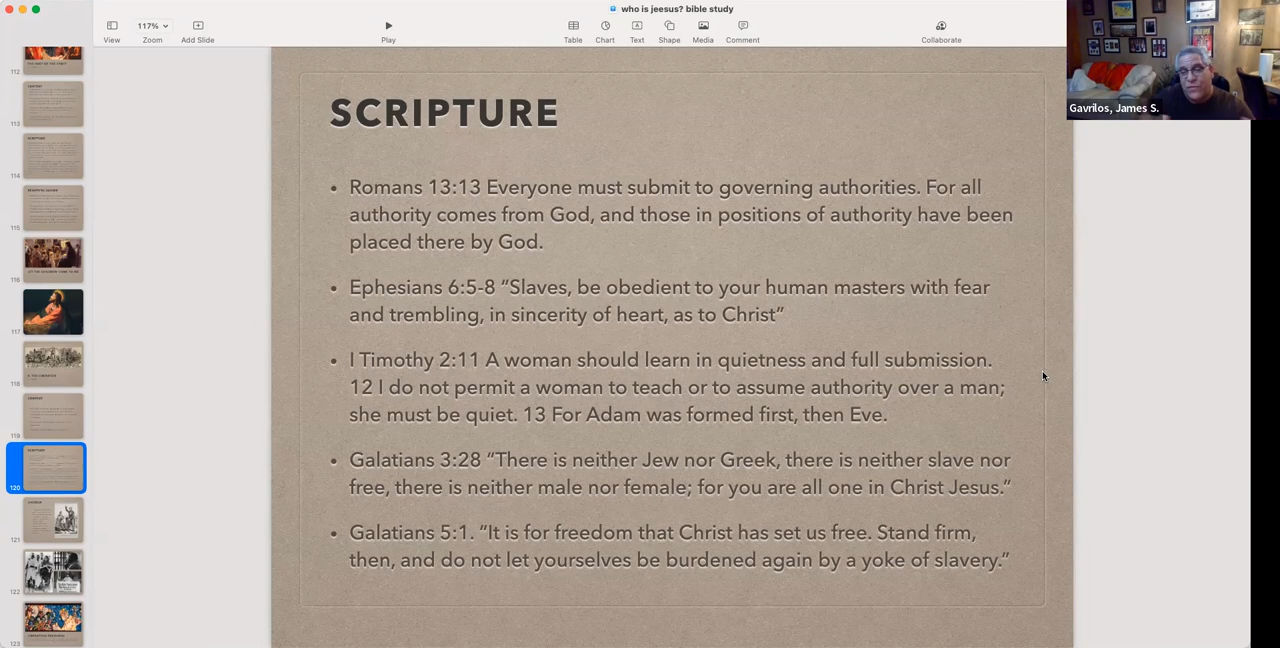 who is jeesus? bible study
117%
View
Zoom
Add Slide
Play
Table
Chart
Text
Shape
Media
Comment
Collaborate
Gavrilos, James S.
112
113
114
115
116
117
118
119
120
121
122
123
SCRIPTURE
• Romans 13:13 Everyone must submit to governing authorities. For all
authority comes from God, and those in positions of authority have been
placed there by God.
• Ephesians 6:5-8 “Slaves, be obedient to your human masters with fear
and trembling, in sincerity of heart, as to Christ”
• I Timothy 2:11 A woman should learn in quietness and full submission.
12 I do not permit a woman to teach or to assume authority over a man;
she must be quiet. 13 For Adam was formed first, then Eve.
• Galatians 3:28 “There is neither Jew nor Greek, there is neither slave nor
free, there is neither male nor female; for you are all one in Christ Jesus.”
• Galatians 5:1. “It is for freedom that Christ has set us free. Stand firm,
then, and do not let yourselves be burdened again by a yoke of slavery.”